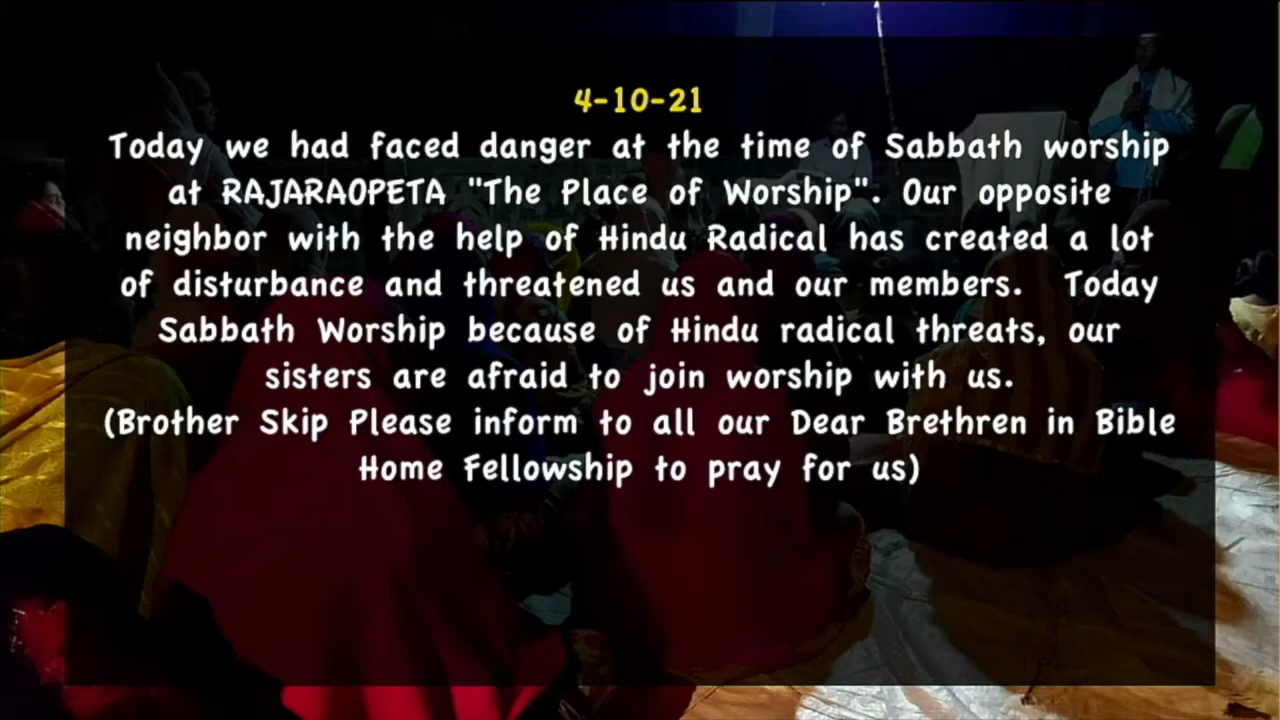 4-10-21
Today we had faced danger at the time of Sabbath worship
at RAJARAOPETA "The Place of Worship". Our opposite
neighbor with the help of Hindu Radical has created a lot
of disturbance and threatened us and our members. Today
Sabbath Worship because of Hindu radical threats, our
sisters are afraid to join worship with us.
(Brother Skip Please inform to all our Dear Brethren in Bible
Home Fellowship to pray for us)